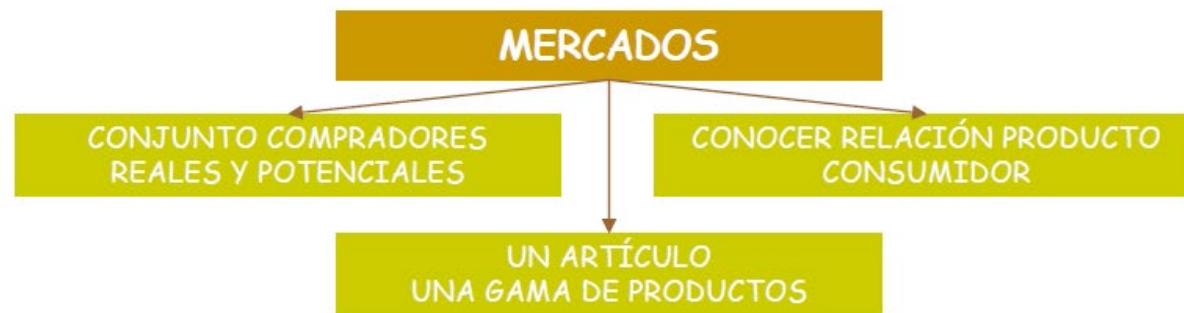 MERCADOS
CONJUNTO COMPRADORES
REALES Y POTENCIALES
CONOCER RELACIÓN PRODUCTO
CONSUMIDOR
UN ARTÍCULO
UNA GAMA DE PRODUCTOS